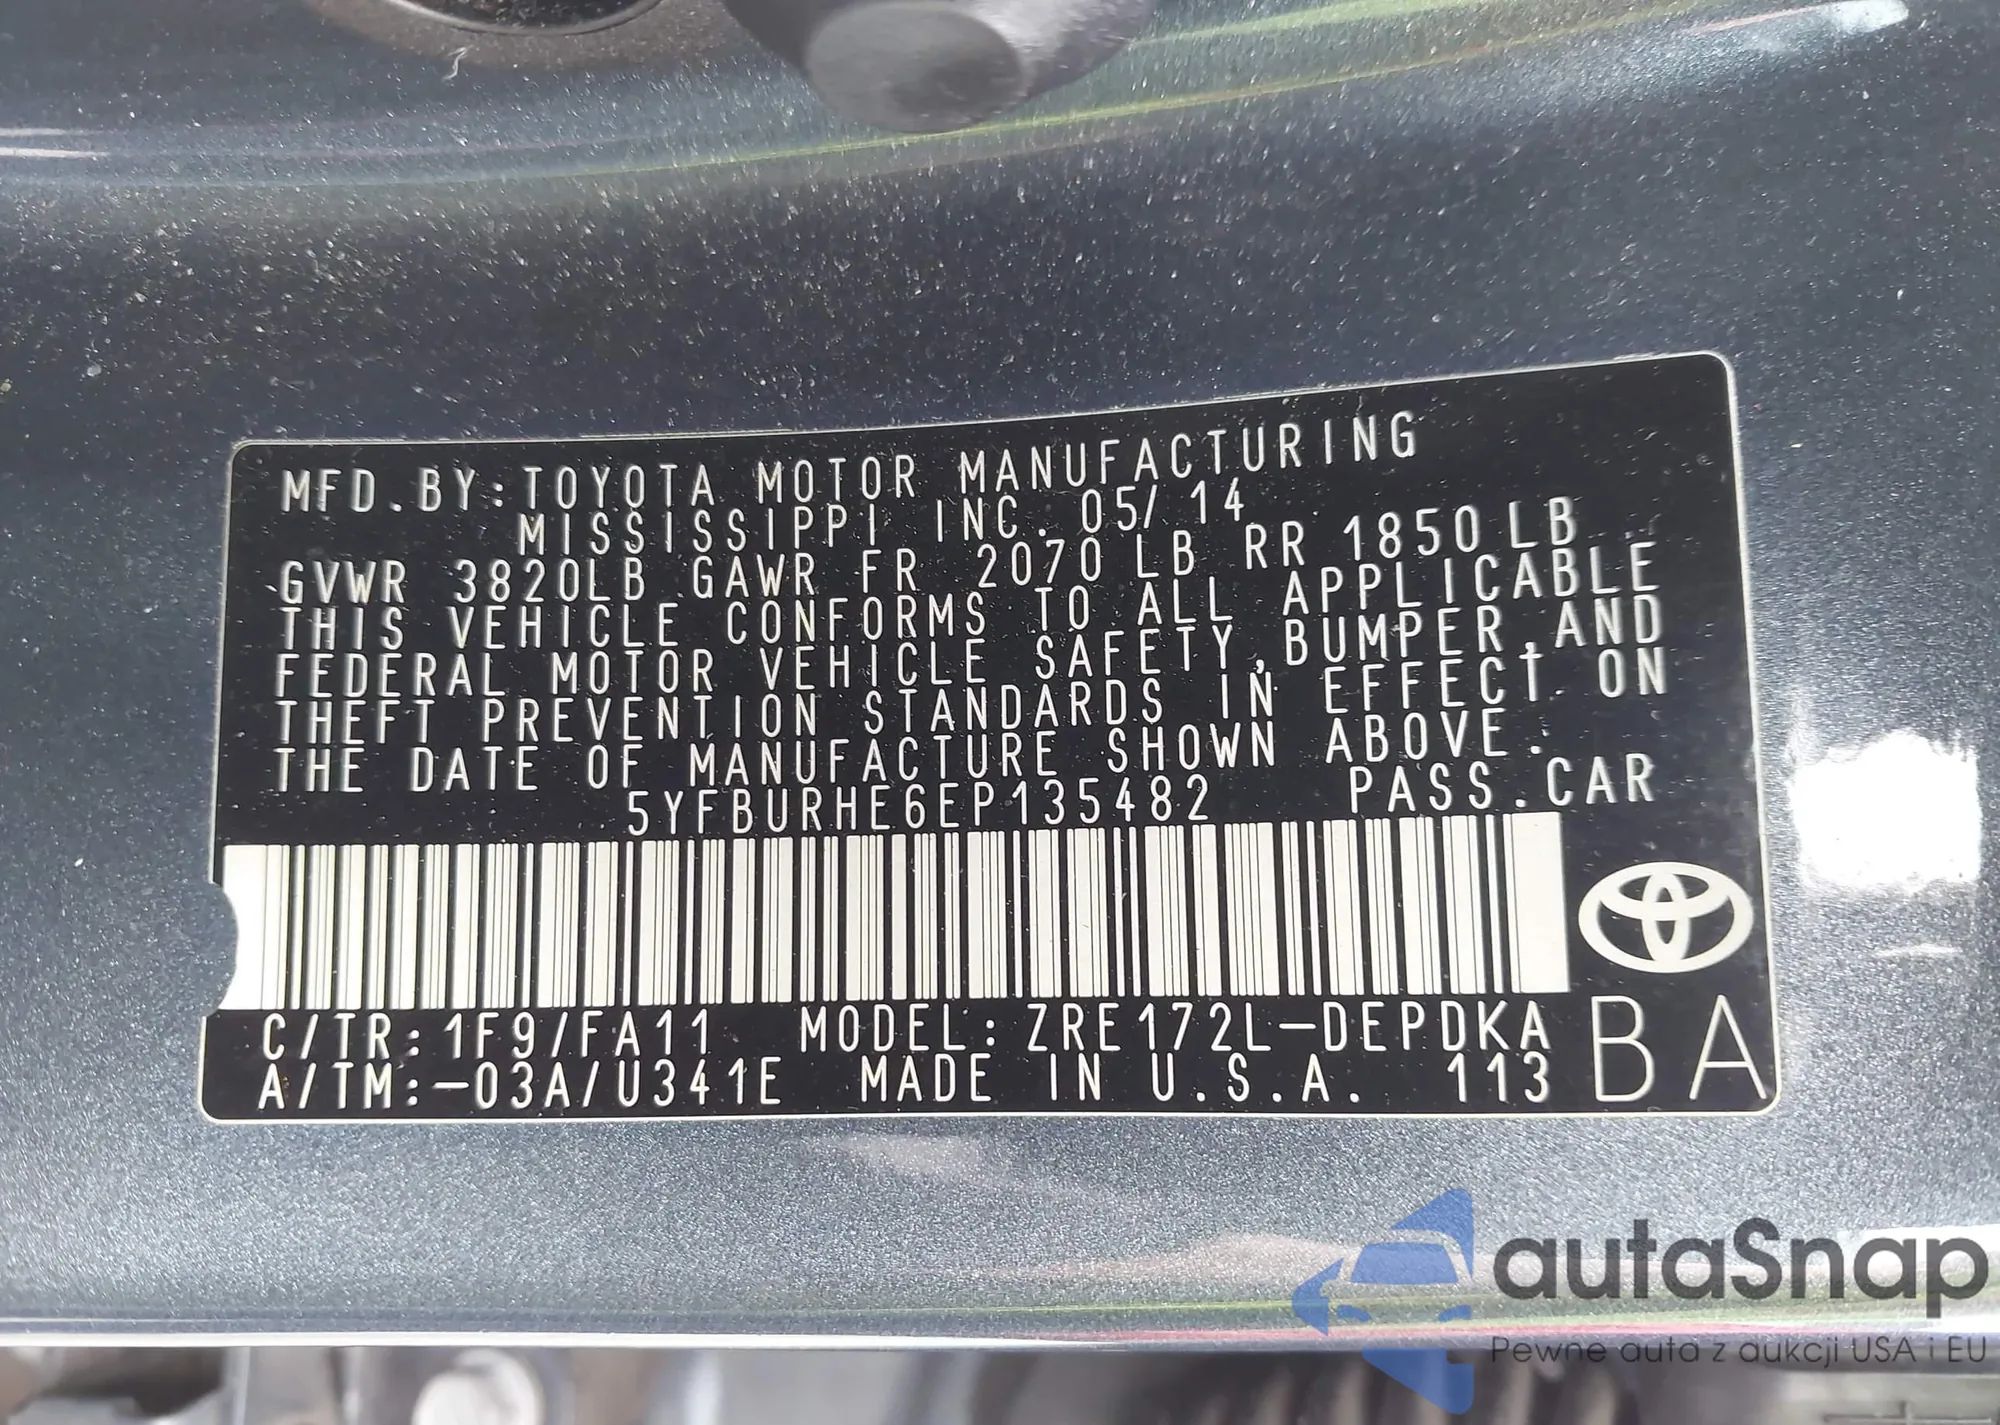 MFD.BY:TOYOTA MOTOR MANUFACTURING
MISSISSIPPI INC. 05/14
GVWR 3820LB GAWR FR 2070 LB RR 1850 LB
THIS VEHICLE CONFORMS TO ALL APPLICABLE
FEDERAL MOTOR VEHICLE SAFETY,BUMPER,AND
THEFT PREVENTION STANDARDS IN EFFECT ON
THE DATE OF MANUFACTURE SHOWN ABOVE.
5YFBURHE6EP135482 PASS.CAR
C/TR:1F9/FA11 MODEL:ZRE172L-DEPDKA
A/TM:-03A/U341E MADE IN U.S.A. 113
BA
autaSnap
Pewne auta z aukcji USA i EU